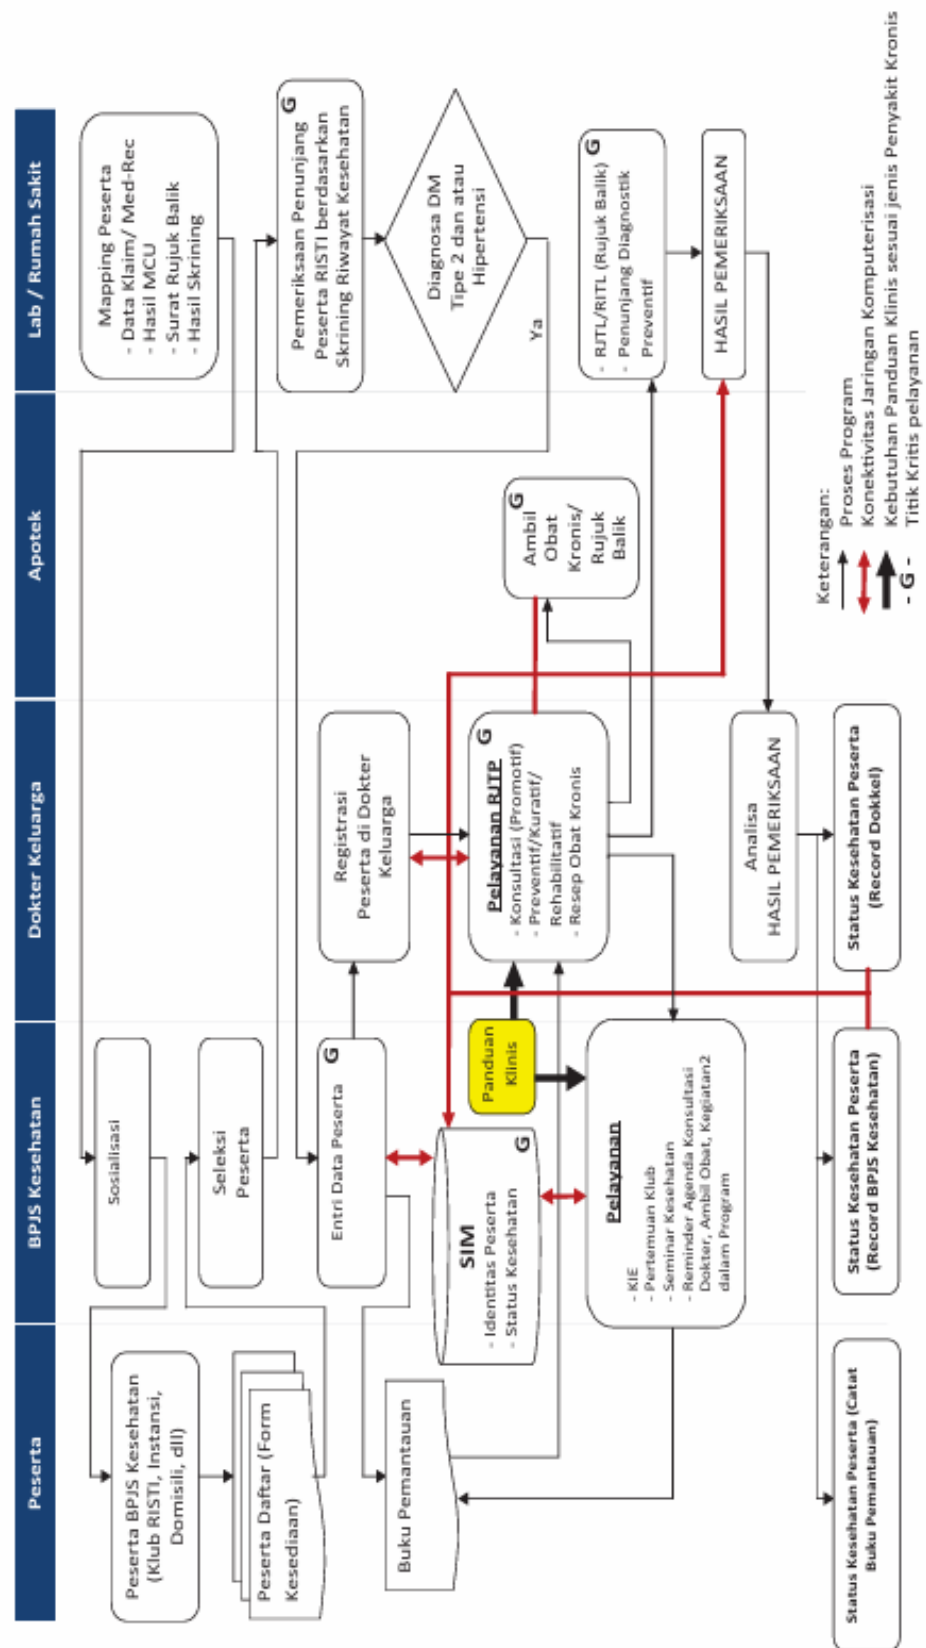 Peserta
BPJS Kesehatan
Dokter Keluarga
Apotek
Lab / Rumah Sakit
Mapping Peserta
- Data Klaim/ Med-Rec
- Hasil MCU
- Surat Rujuk Balik
- Hasil Skrining
Sosialisasi
Peserta BPJS Kesehatan
(Klub RISTI, Instansi,
Domisili, dll)
Peserta Daftar (Form
Kesediaan)
Seleksi
Peserta
G
Pemeriksaan Penunjang
Peserta RISTI berdasarkan
Skrining Riwayat Kesehatan
Diagnosa DM
Tipe 2 dan atau
Hipertensi
Ya
Entri Data Peserta
G
Registrasi
Peserta di Dokter
Keluarga
Buku Pemantauan
SIM
- Identitas Peserta
- Status Kesehatan
G
Panduan
Klinis
Pelayanan RJTP
G
- Konsultasi (Promotif)
- Preventif/Kuratif/
Rehabilitatif
- Resep Obat Kronis
G
Ambil
Obat
Kronis/
Rujuk
Balik
G
- RJTL/RITL (Rujuk Balik)
- Penunjang Diagnostik
Preventif
Pelayanan
- KIE
- Pertemuan Klub
- Seminar Kesehatan
- Reminder Agenda Konsultasi
Dokter, Ambil Obat, Kegiatan2
dalam Program
HASIL PEMERIKSAAN
Analisa
HASIL PEMERIKSAAN
Status Kesehatan Peserta (Catat
Buku Pemantauan)
Status Kesehatan Peserta
(Record BPJS Kesehatan)
Status Kesehatan Peserta
(Record Dokkel)
Keterangan:
Proses Program
Konektivitas Jaringan Komputerisasi
Kebutuhan Panduan Klinis sesuai jenis Penyakit Kronis
- G - Titik Kritis pelayanan